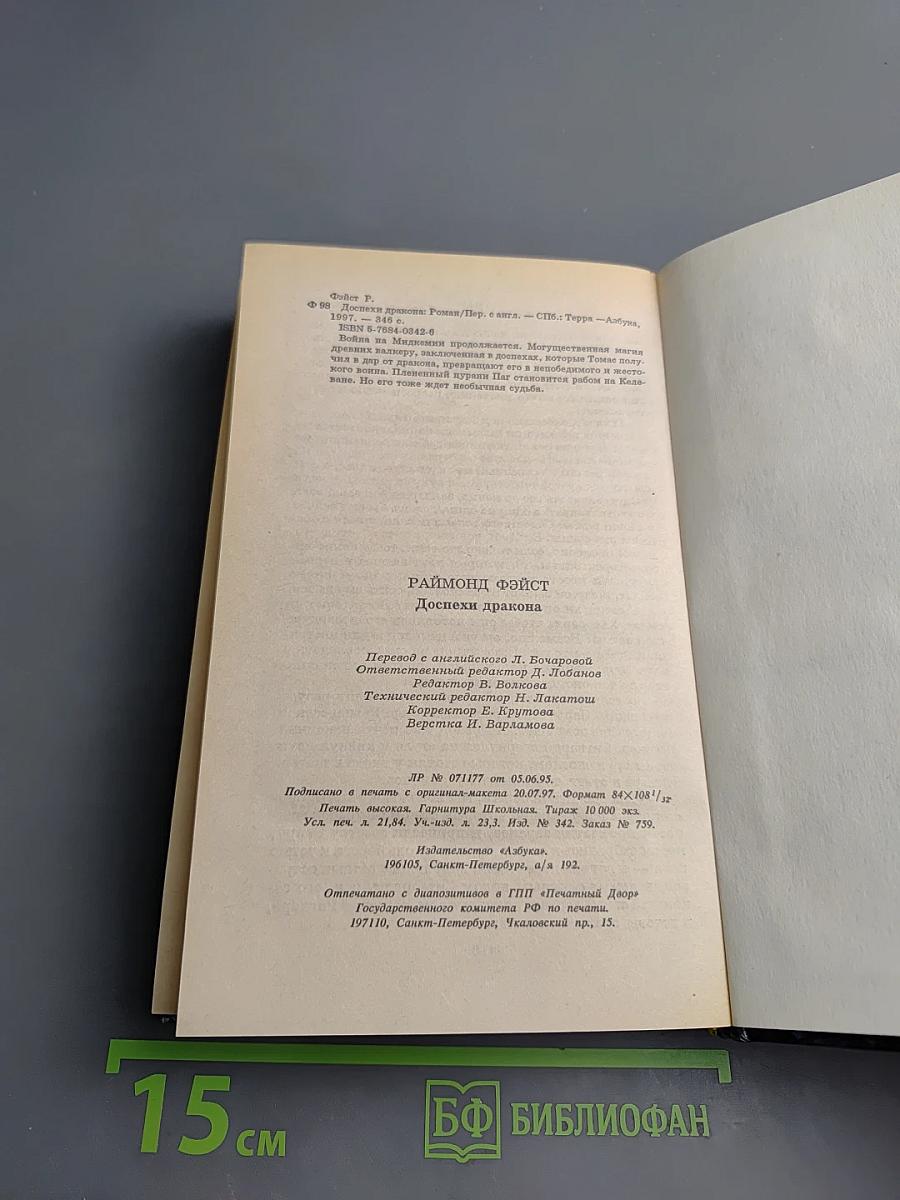 Фэйст Р.
Ф 98 Доспехи дракона: Роман/Пер. с англ. — СПб.: Терра —Азбука,
1997. — 346 с.
ISBN 5-7684-0342-6
Война на Мидкемии продолжается. Могущественная магия
древних валкеру, заключенная в доспехах, которые Томас полу-
чил в дар от дракона, превращают его в непобедимого и жесто-
кого воина. Плененный цурани Паг становится рабом на Келе-
ване. Но его тоже ждет необычная судьба.
РАЙМОНД ФЭЙСТ
Доспехи дракона
Перевод с английского Л. Бочаровой
Ответственный редактор Д. Лобанов
Редактор В. Волкова
Технический редактор Н. Лакатош
Корректор Е. Крутова
Верстка И. Варламова
ЛР № 071177 от 05.06.95.
Подписано в печать с оригинал-макета 20.07.97. Формат 84×108 1/32.
Печать высокая. Гарнитура Школьная. Тираж 10 000 экз.
Усл. печ. л. 21,84. Уч.-изд. л. 23,3. Изд. № 342. Заказ № 759.
Издательство «Азбука».
196105, Санкт-Петербург, а/я 192.
Отпечатано с диапозитивов в ГПП «Печатный Двор»
Государственного комитета РФ по печати.
197110, Санкт-Петербург, Чкаловский пр., 15.
15 см
БФ БИБЛИОФАН